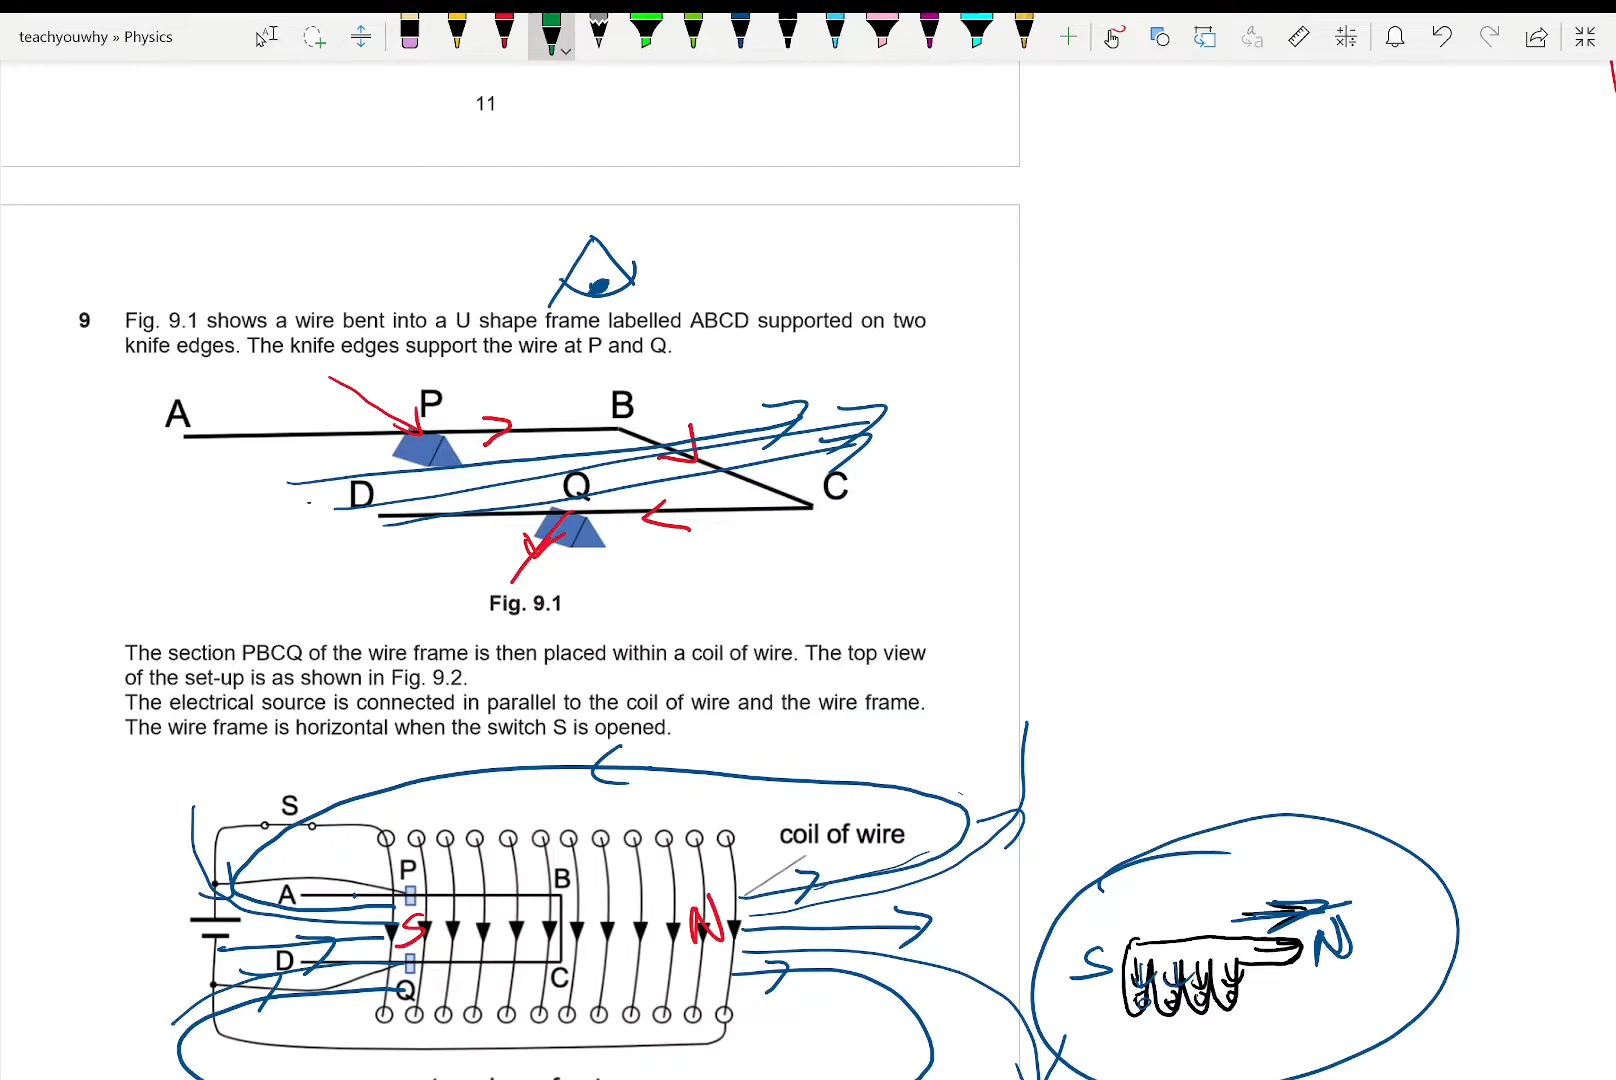 teachyouwhy » Physics
11
9 Fig. 9.1 shows a wire bent into a U shape frame labelled ABCD supported on two
knife edges. The knife edges support the wire at P and Q.
A P B
D Q C
Fig. 9.1
The section PBCQ of the wire frame is then placed within a coil of wire. The top view
of the set-up is as shown in Fig. 9.2.
The electrical source is connected in parallel to the coil of wire and the wire frame.
The wire frame is horizontal when the switch S is opened.
S
coil of wire
P B
A
S N
D C
Q
S N